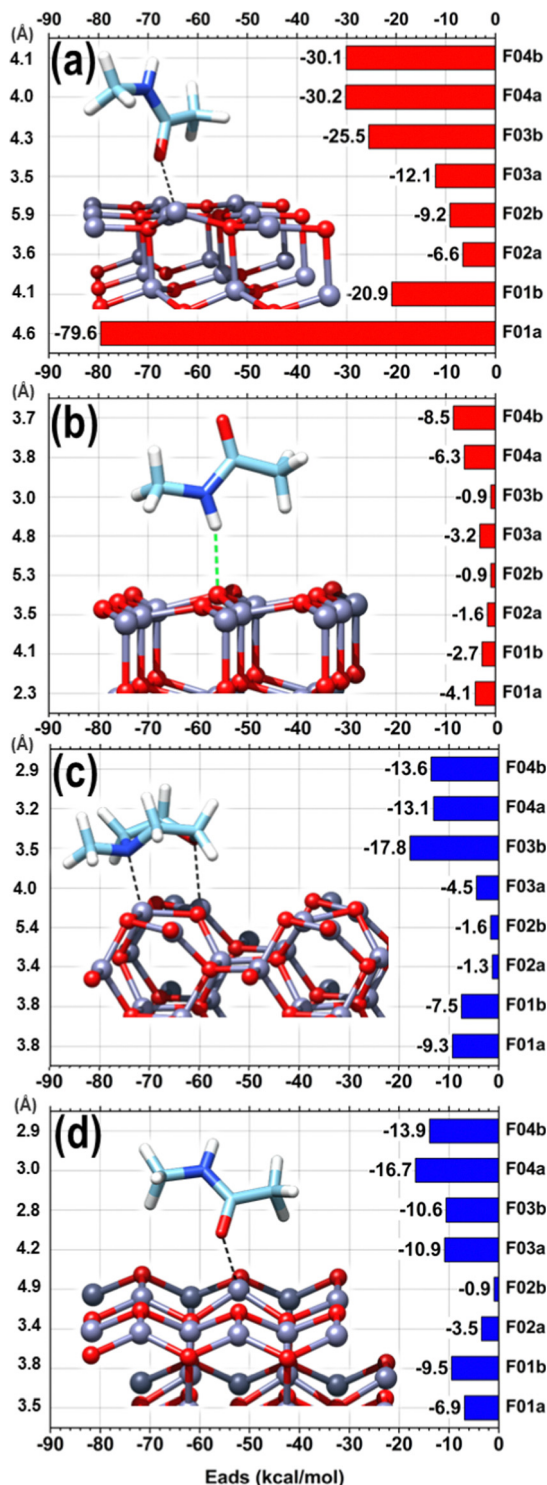 -90 -80 -70 -60 -50 -40 -30 -20 -10 0
(Å)
(a)
4.1 -30.1 F04b
4.0 -30.2 F04a
4.3 -25.5 F03b
3.5 -12.1 F03a
5.9 -9.2 F02b
3.6 -6.6 F02a
4.1 -20.9 F01b
4.6 -79.6 F01a
-90 -80 -70 -60 -50 -40 -30 -20 -10 0
(Å)
(b)
3.7 -8.5 F04b
3.8 -6.3 F04a
3.0 -0.9 F03b
4.8 -3.2 F03a
5.3 -0.9 F02b
3.5 -1.6 F02a
4.1 -2.7 F01b
2.3 -4.1 F01a
-90 -80 -70 -60 -50 -40 -30 -20 -10 0
(Å)
(c)
2.9 -13.6 F04b
3.2 -13.1 F04a
3.5 -17.8 F03b
4.0 -4.5 F03a
5.4 -1.6 F02b
3.4 -1.3 F02a
3.8 -7.5 F01b
3.8 -9.3 F01a
-90 -80 -70 -60 -50 -40 -30 -20 -10 0
(Å)
(d)
2.9 -13.9 F04b
3.0 -16.7 F04a
2.8 -10.6 F03b
4.2 -10.9 F03a
4.9 -0.9 F02b
3.4 -3.5 F02a
3.8 -9.5 F01b
3.5 -6.9 F01a
-90 -80 -70 -60 -50 -40 -30 -20 -10 0
Eads (kcal/mol)